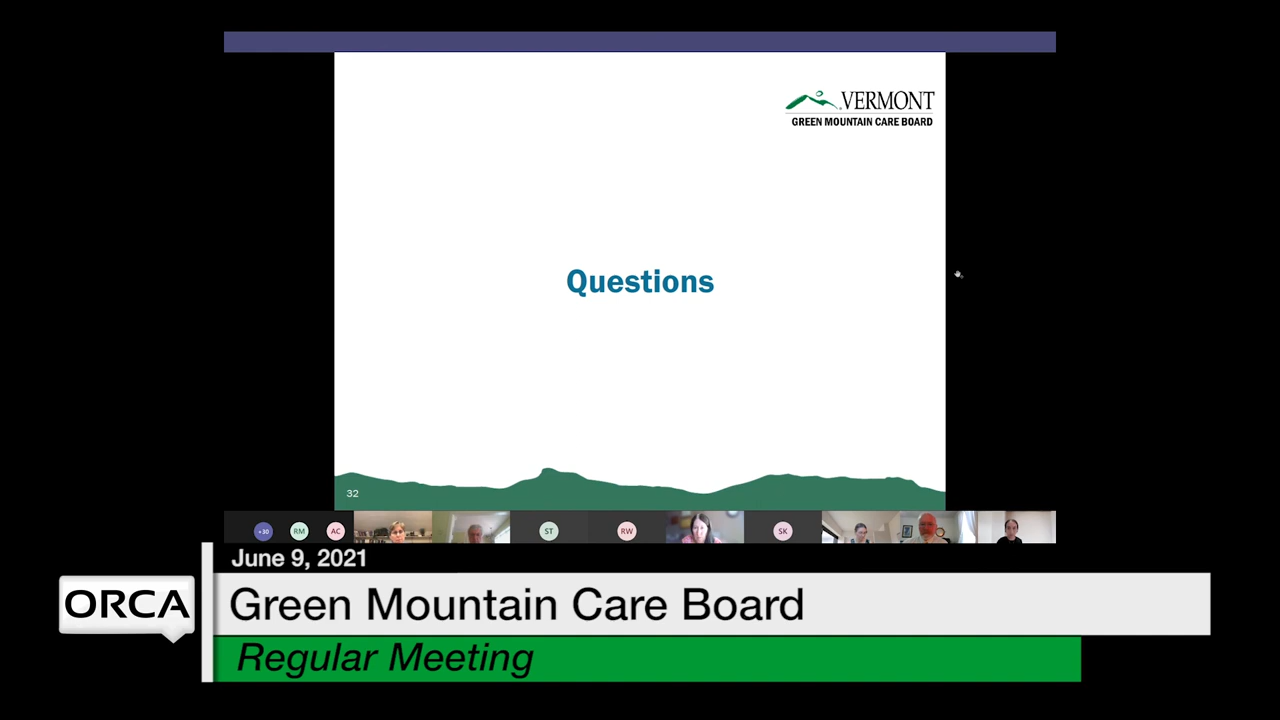 VERMONT
GREEN MOUNTAIN CARE BOARD
Questions
32
+30
RM
AC
ST
RW
SK
June 9, 2021
ORCA
Green Mountain Care Board
Regular Meeting